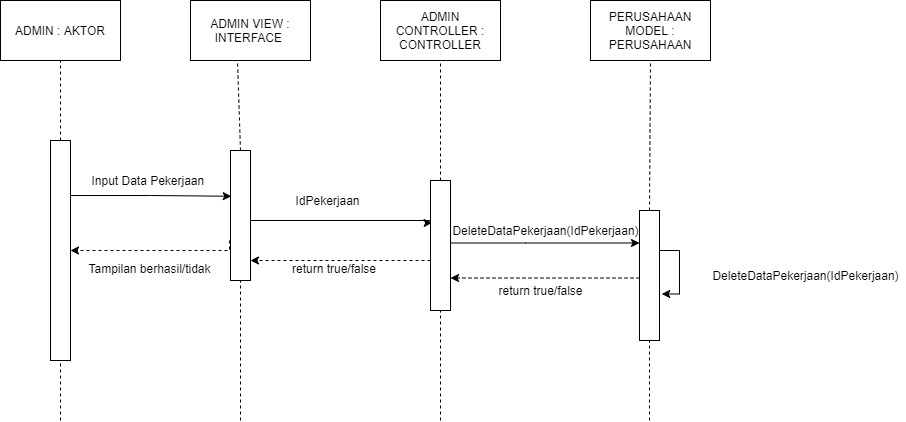 ADMIN : AKTOR
ADMIN VIEW :
INTERFACE
ADMIN
CONTROLLER :
CONTROLLER
PERUSAHAAN
MODEL :
PERUSAHAAN
Input Data Pekerjaan
IdPekerjaan
DeleteDataPekerjaan(IdPekerjaan)
Tampilan berhasil/tidak
return true/false
return true/false
DeleteDataPekerjaan(IdPekerjaan)